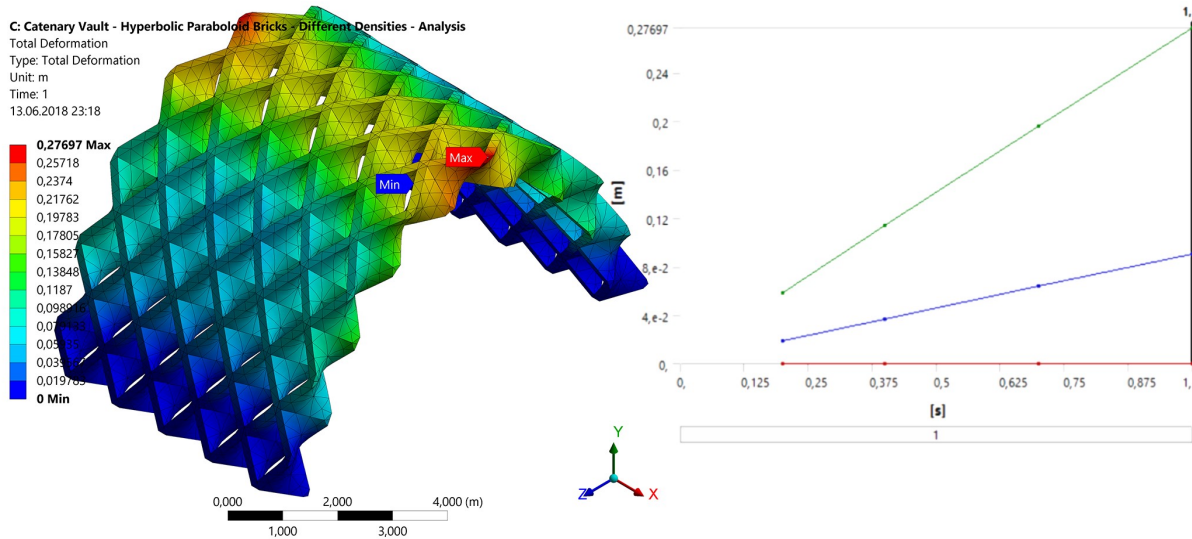 C: Catenary Vault - Hyperbolic Paraboloid Bricks - Different Densities - Analysis
Total Deformation
Type: Total Deformation
Unit: m
Time: 1
13.06.2018 23:18
0,27697 Max
0,25718
0,2374
0,21762
0,19783
0,17805
0,15827
0,13848
0,1187
0,019783
0 Min
Max
Min
0,000
2,000
4,000 (m)
1,000
3,000
Y
Z
X
1,
0,27697
0,24
0,2
0,16
0,12
8,e-2
4,e-2
0,
[m]
0,
0,125
0,25
0,375
0,5
0,625
0,75
0,875
1,
[s]
1